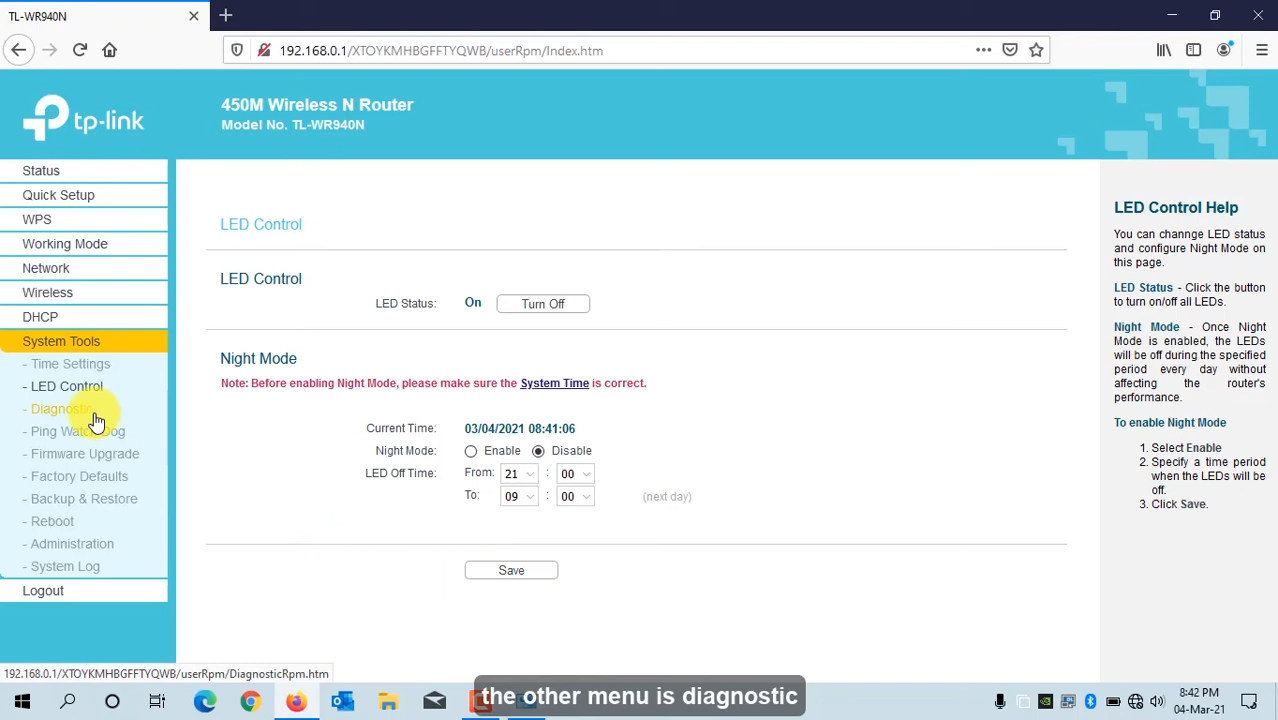 TL-WR940N
192.168.0.1/XTOYKMHBGFFTYQWB/userRpm/Index.htm
tp-link
450M Wireless N Router
Model No. TL-WR940N
Status
Quick Setup
WPS
Working Mode
Network
Wireless
DHCP
System Tools
- Time Settings
- LED Control
- Diagnostic
- Ping Watch Dog
- Firmware Upgrade
- Factory Defaults
- Backup & Restore
- Reboot
- Administration
- System Log
Logout
LED Control
LED Control
LED Status: On Turn Off
Night Mode
Note: Before enabling Night Mode, please make sure the System Time is correct.
Current Time: 03/04/2021 08:41:06
Night Mode: Enable Disable
LED Off Time: From: 21 : 00
To: 09 : 00 (next day)
Save
LED Control Help
You can channge LED status
and configure Night Mode on
this page.
LED Status - Click the button
to turn on/off all LEDs.
Night Mode - Once Night
Mode is enabled, the LEDs
will be off during the specified
period every day without
affecting the router's
performance.
To enable Night Mode
1. Select Enable
2. Specify a time period
when the LEDs will be
off.
3. Click Save.
192.168.0.1/XTOYKMHBGFFTYQWB/userRpm/DiagnosticRpm.htm
the other menu is diagnostic
8:42 PM
04-Mar-21